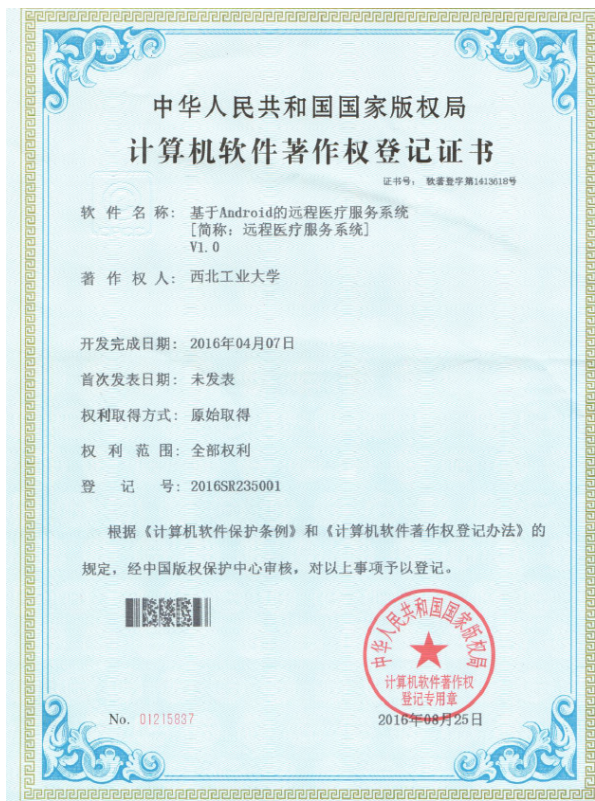 中华人民共和国国家版权局
计算机软件著作权登记证书
证书号： 软著登字第1413618号
软件名称： 基于Android的远程医疗服务系统
[简称：远程医疗服务系统]
V1.0
著作权人： 西北工业大学
开发完成日期： 2016年04月07日
首次发表日期： 未发表
权利取得方式： 原始取得
权利范围： 全部权利
登记号： 2016SR235001
根据《计算机软件保护条例》和《计算机软件著作权登记办法》的
规定，经中国版权保护中心审核，对以上事项予以登记。
中华人民共和国国家版权局
计算机软件著作权
登记专用章
No. 01215837
2016年08月25日